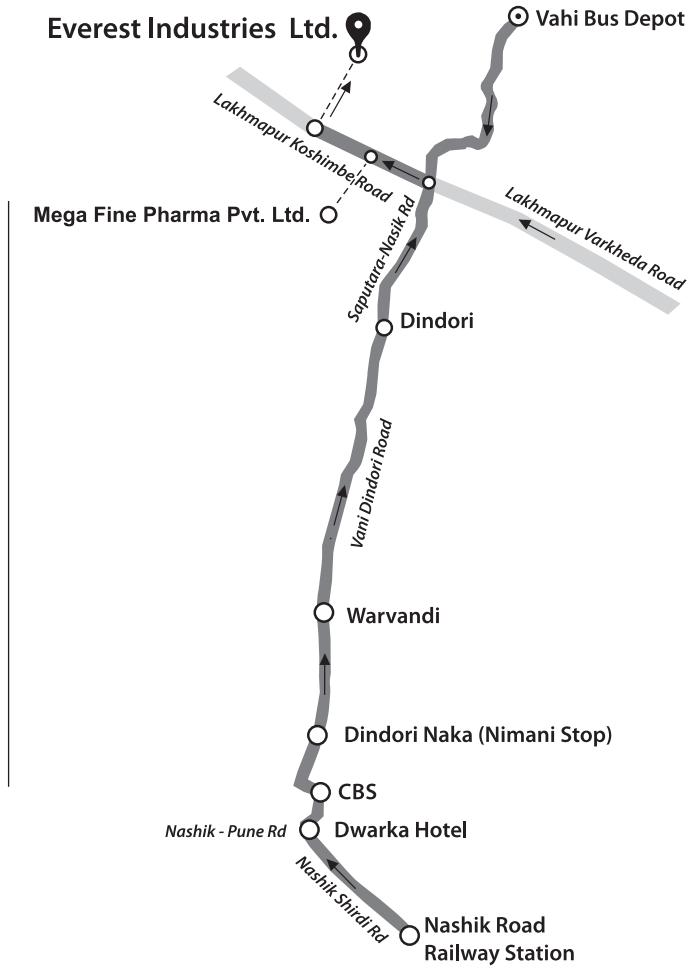 Everest Industries Ltd.
Vahi Bus Depot
Lakhmapur Koshimbe Road
Mega Fine Pharma Pvt. Ltd.
Lakhmapur Varkheda Road
Saputara-Nasik Rd
Dindori
Vani Dindori Road
Warvandi
Dindori Naka (Nimani Stop)
CBS
Nashik - Pune Rd
Dwarka Hotel
Nashik Shirdi Rd
Nashik Road
Railway Station